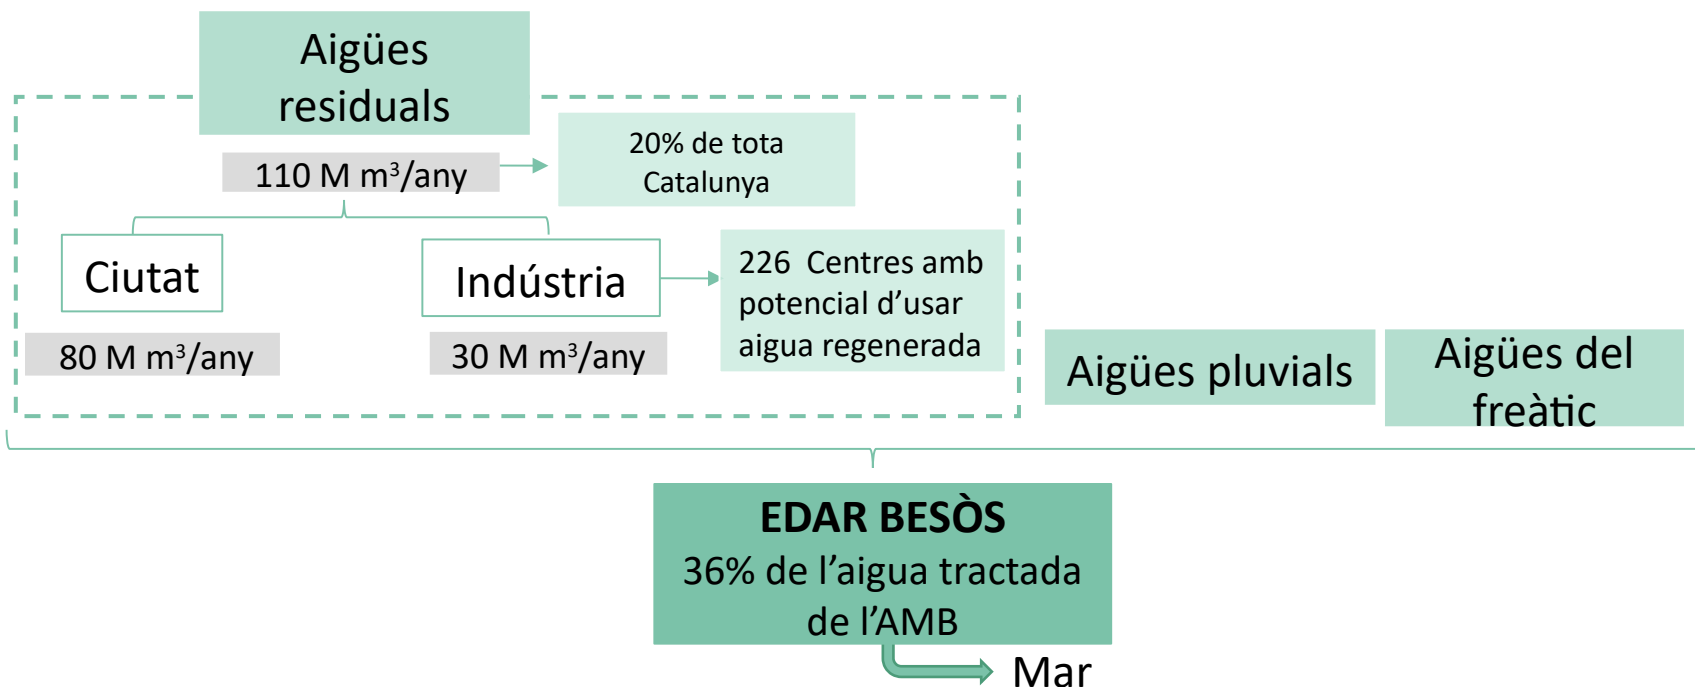 Aigües
residuals
110 M m³/any
20% de tota
Catalunya
Ciutat
Indústria
226 Centres amb
potencial d’usar
aigua regenerada
80 M m³/any
30 M m³/any
Aigües pluvials
Aigües del
freàtic
EDAR BESÒS
36% de l’aigua tractada
de l’AMB
Mar